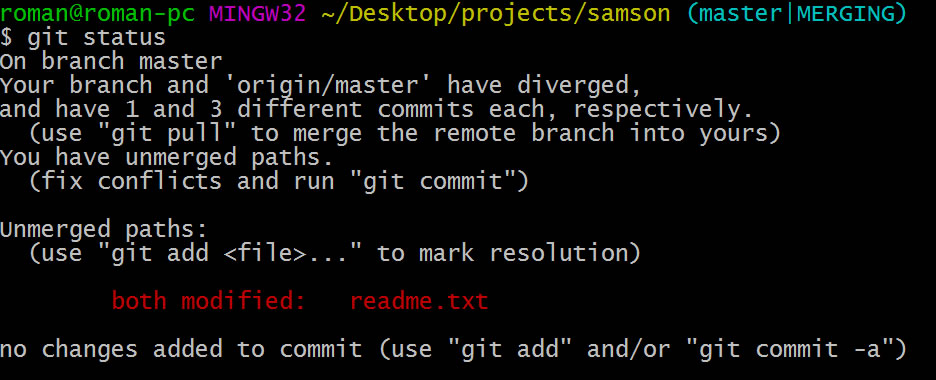 roman@roman-pc MINGW32 ~/Desktop/projects/samson (master|MERGING)
$ git status
On branch master
Your branch and 'origin/master' have diverged,
and have 1 and 3 different commits each, respectively.
  (use "git pull" to merge the remote branch into yours)
You have unmerged paths.
  (fix conflicts and run "git commit")

Unmerged paths:
  (use "git add <file>..." to mark resolution)

        both modified:   readme.txt

no changes added to commit (use "git add" and/or "git commit -a")